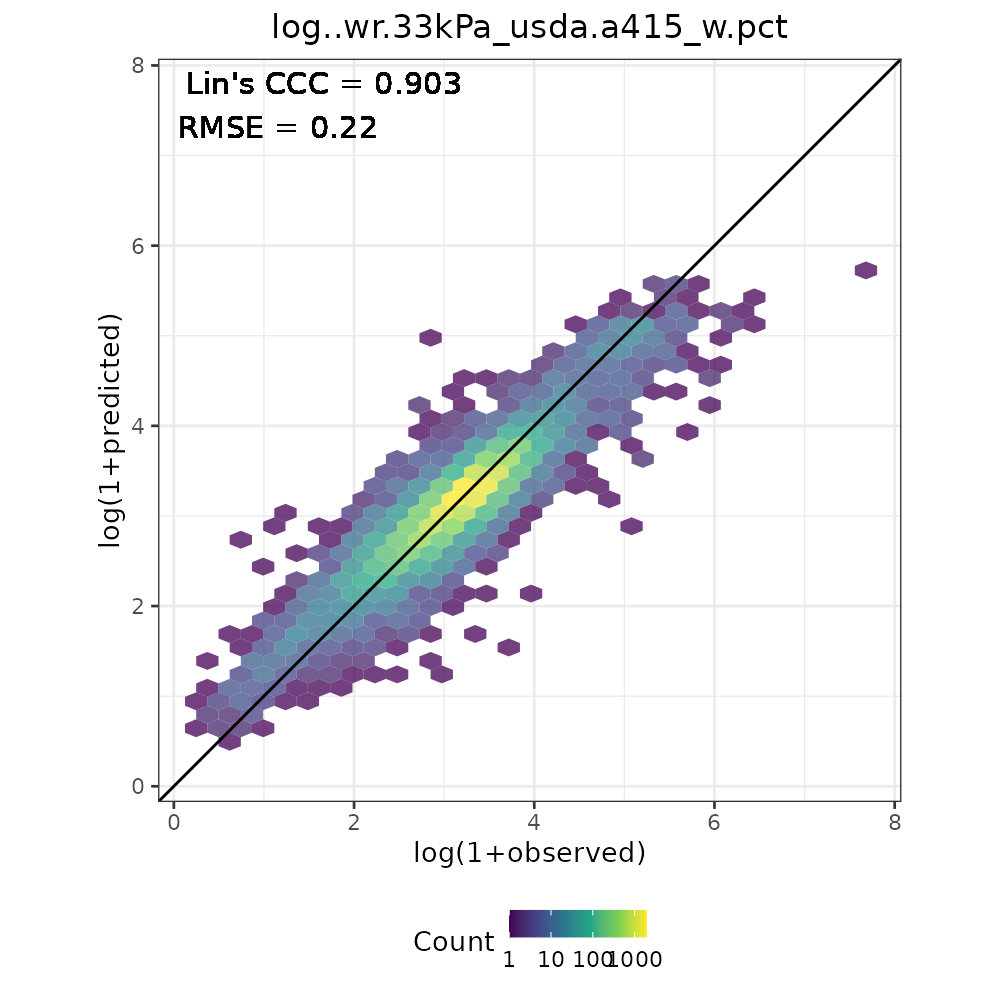 log..wr.33kPa_usda.a415_w.pct
Lin's CCC = 0.903
RMSE = 0.22
8
6
4
2
0
log(1+predicted)
0 2 4 6 8
log(1+observed)
Count
1 10 100 1000